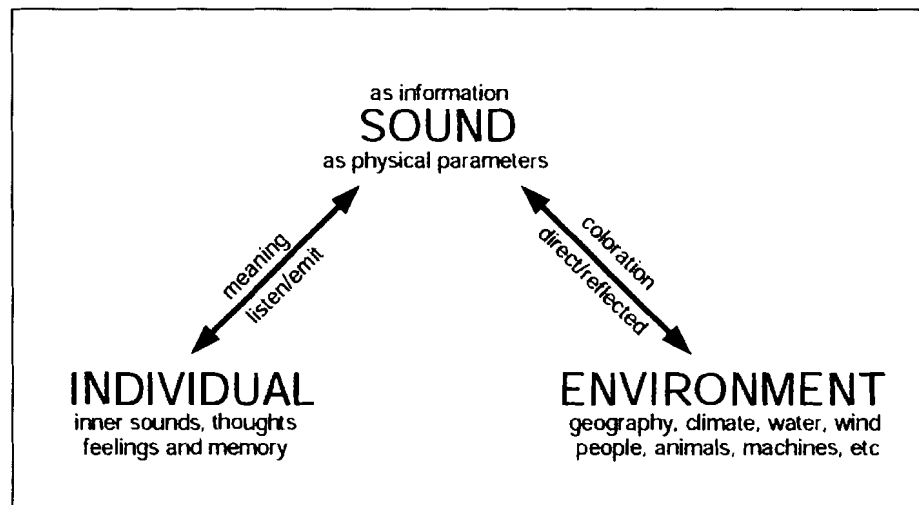 as information
SOUND
as physical parameters
meaning
listen/emit
coloration
direct/reflected
INDIVIDUAL
inner sounds, thoughts
feelings and memory
ENVIRONMENT
geography, climate, water, wind
people, animals, machines, etc